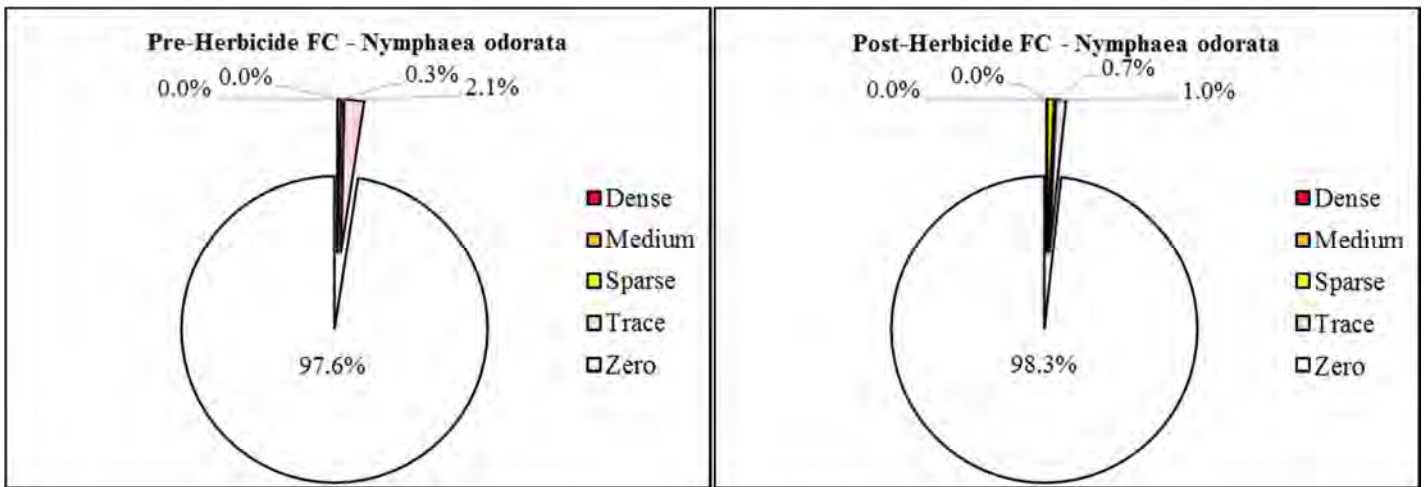 Pre-Herbicide FC - Nymphaea odorata
0.0%
0.0%
0.3%
2.1%
97.6%
Dense
Medium
Sparse
Trace
Zero
Post-Herbicide FC - Nymphaea odorata
0.0%
0.0%
0.7%
1.0%
98.3%
Dense
Medium
Sparse
Trace
Zero